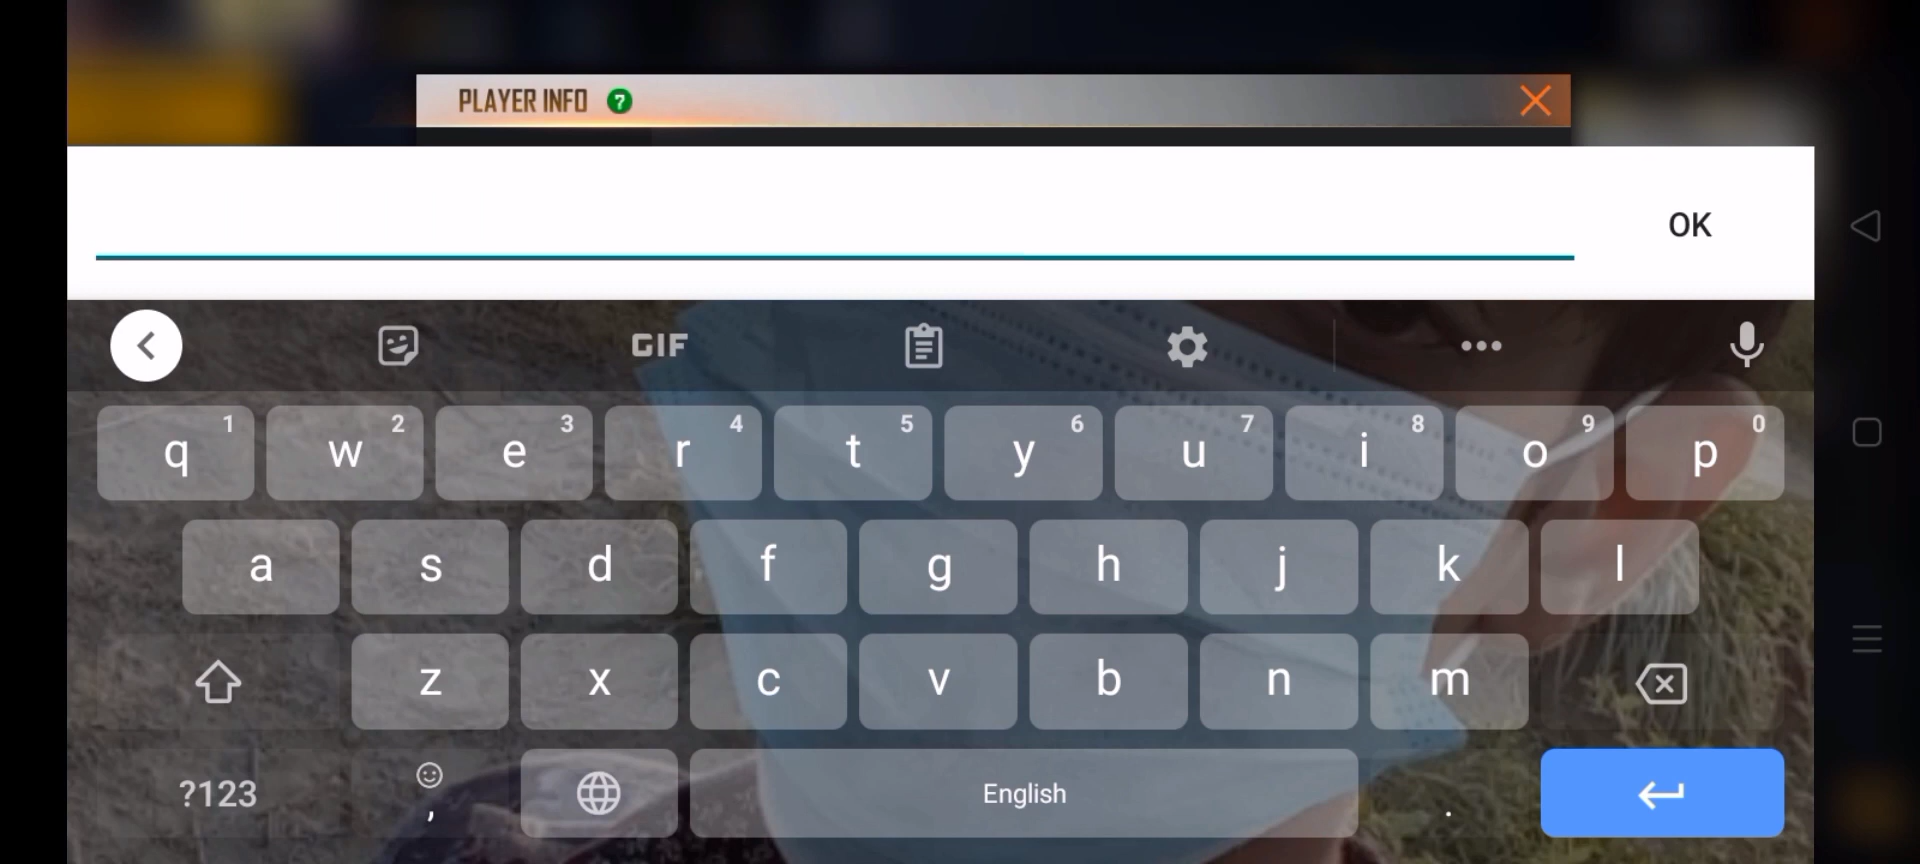 PLAYER INFO ?
OK
GIF
q 1 w 2 e 3 r 4 t 5 y 6 u 7 i 8 o 9 p 0
a s d f g h j k l
z x c v b n m
?123 , English .